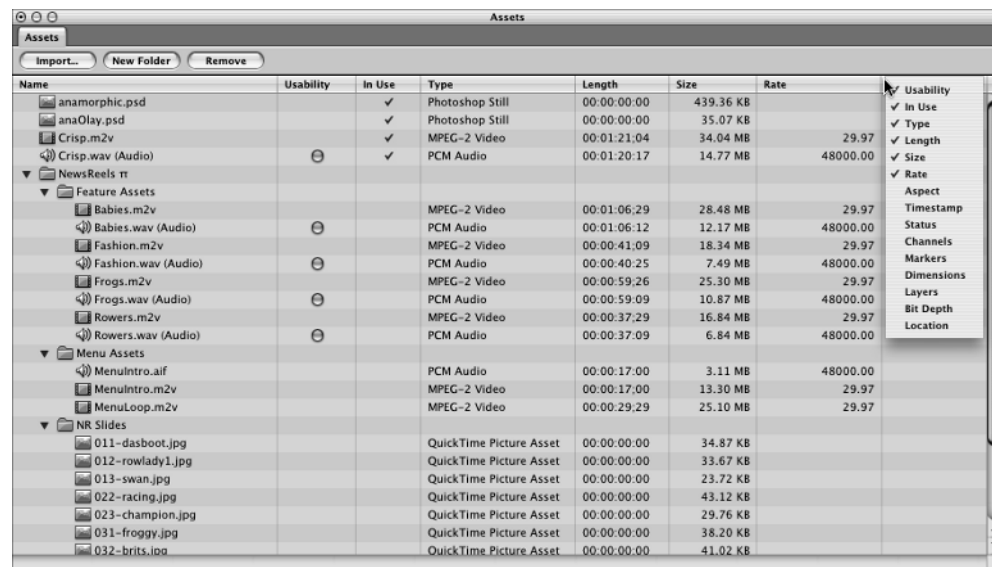 Assets
Assets
Import... New Folder Remove
Name Usability In Use Type Length Size Rate
anamorphic.psd ✓ Photoshop Still 00:00:00:00 439.36 KB
anaOlay.psd ✓ Photoshop Still 00:00:00:00 35.07 KB
Crisp.m2v ✓ MPEG-2 Video 00:01:21;04 34.04 MB 29.97
Crisp.wav (Audio) ✓ PCM Audio 00:01:20:17 14.77 MB 48000.00
NewsReels π
Feature Assets
Babies.m2v MPEG-2 Video 00:01:06;29 28.48 MB 29.97
Babies.wav (Audio) PCM Audio 00:01:06:12 12.17 MB 48000.00
Fashion.m2v MPEG-2 Video 00:00:41;09 18.34 MB 29.97
Fashion.wav (Audio) PCM Audio 00:00:40:25 7.49 MB 48000.00
Frogs.m2v MPEG-2 Video 00:00:59;26 25.30 MB 29.97
Frogs.wav (Audio) PCM Audio 00:00:59:09 10.87 MB 48000.00
Rowers.m2v MPEG-2 Video 00:00:37;29 16.84 MB 29.97
Rowers.wav (Audio) PCM Audio 00:00:37:09 6.84 MB 48000.00
Menu Assets
MenuIntro.aif PCM Audio 00:00:17:00 3.11 MB 48000.00
MenuIntro.m2v MPEG-2 Video 00:00:17;00 13.30 MB 29.97
MenuLoop.m2v MPEG-2 Video 00:00:29;29 25.10 MB 29.97
NR Slides
011-dasboot.jpg QuickTime Picture Asset 00:00:00:00 34.87 KB
012-rowlady1.jpg QuickTime Picture Asset 00:00:00:00 33.67 KB
013-swan.jpg QuickTime Picture Asset 00:00:00:00 23.72 KB
022-racing.jpg QuickTime Picture Asset 00:00:00:00 43.12 KB
023-champion.jpg QuickTime Picture Asset 00:00:00:00 29.76 KB
031-froggy.jpg QuickTime Picture Asset 00:00:00:00 38.20 KB
032-brits.jpg QuickTime Picture Asset 00:00:00:00 41.02 KB
✓ Usability
✓ In Use
✓ Type
✓ Length
✓ Size
✓ Rate
Aspect
Timestamp
Status
Channels
Markers
Dimensions
Layers
Bit Depth
Location